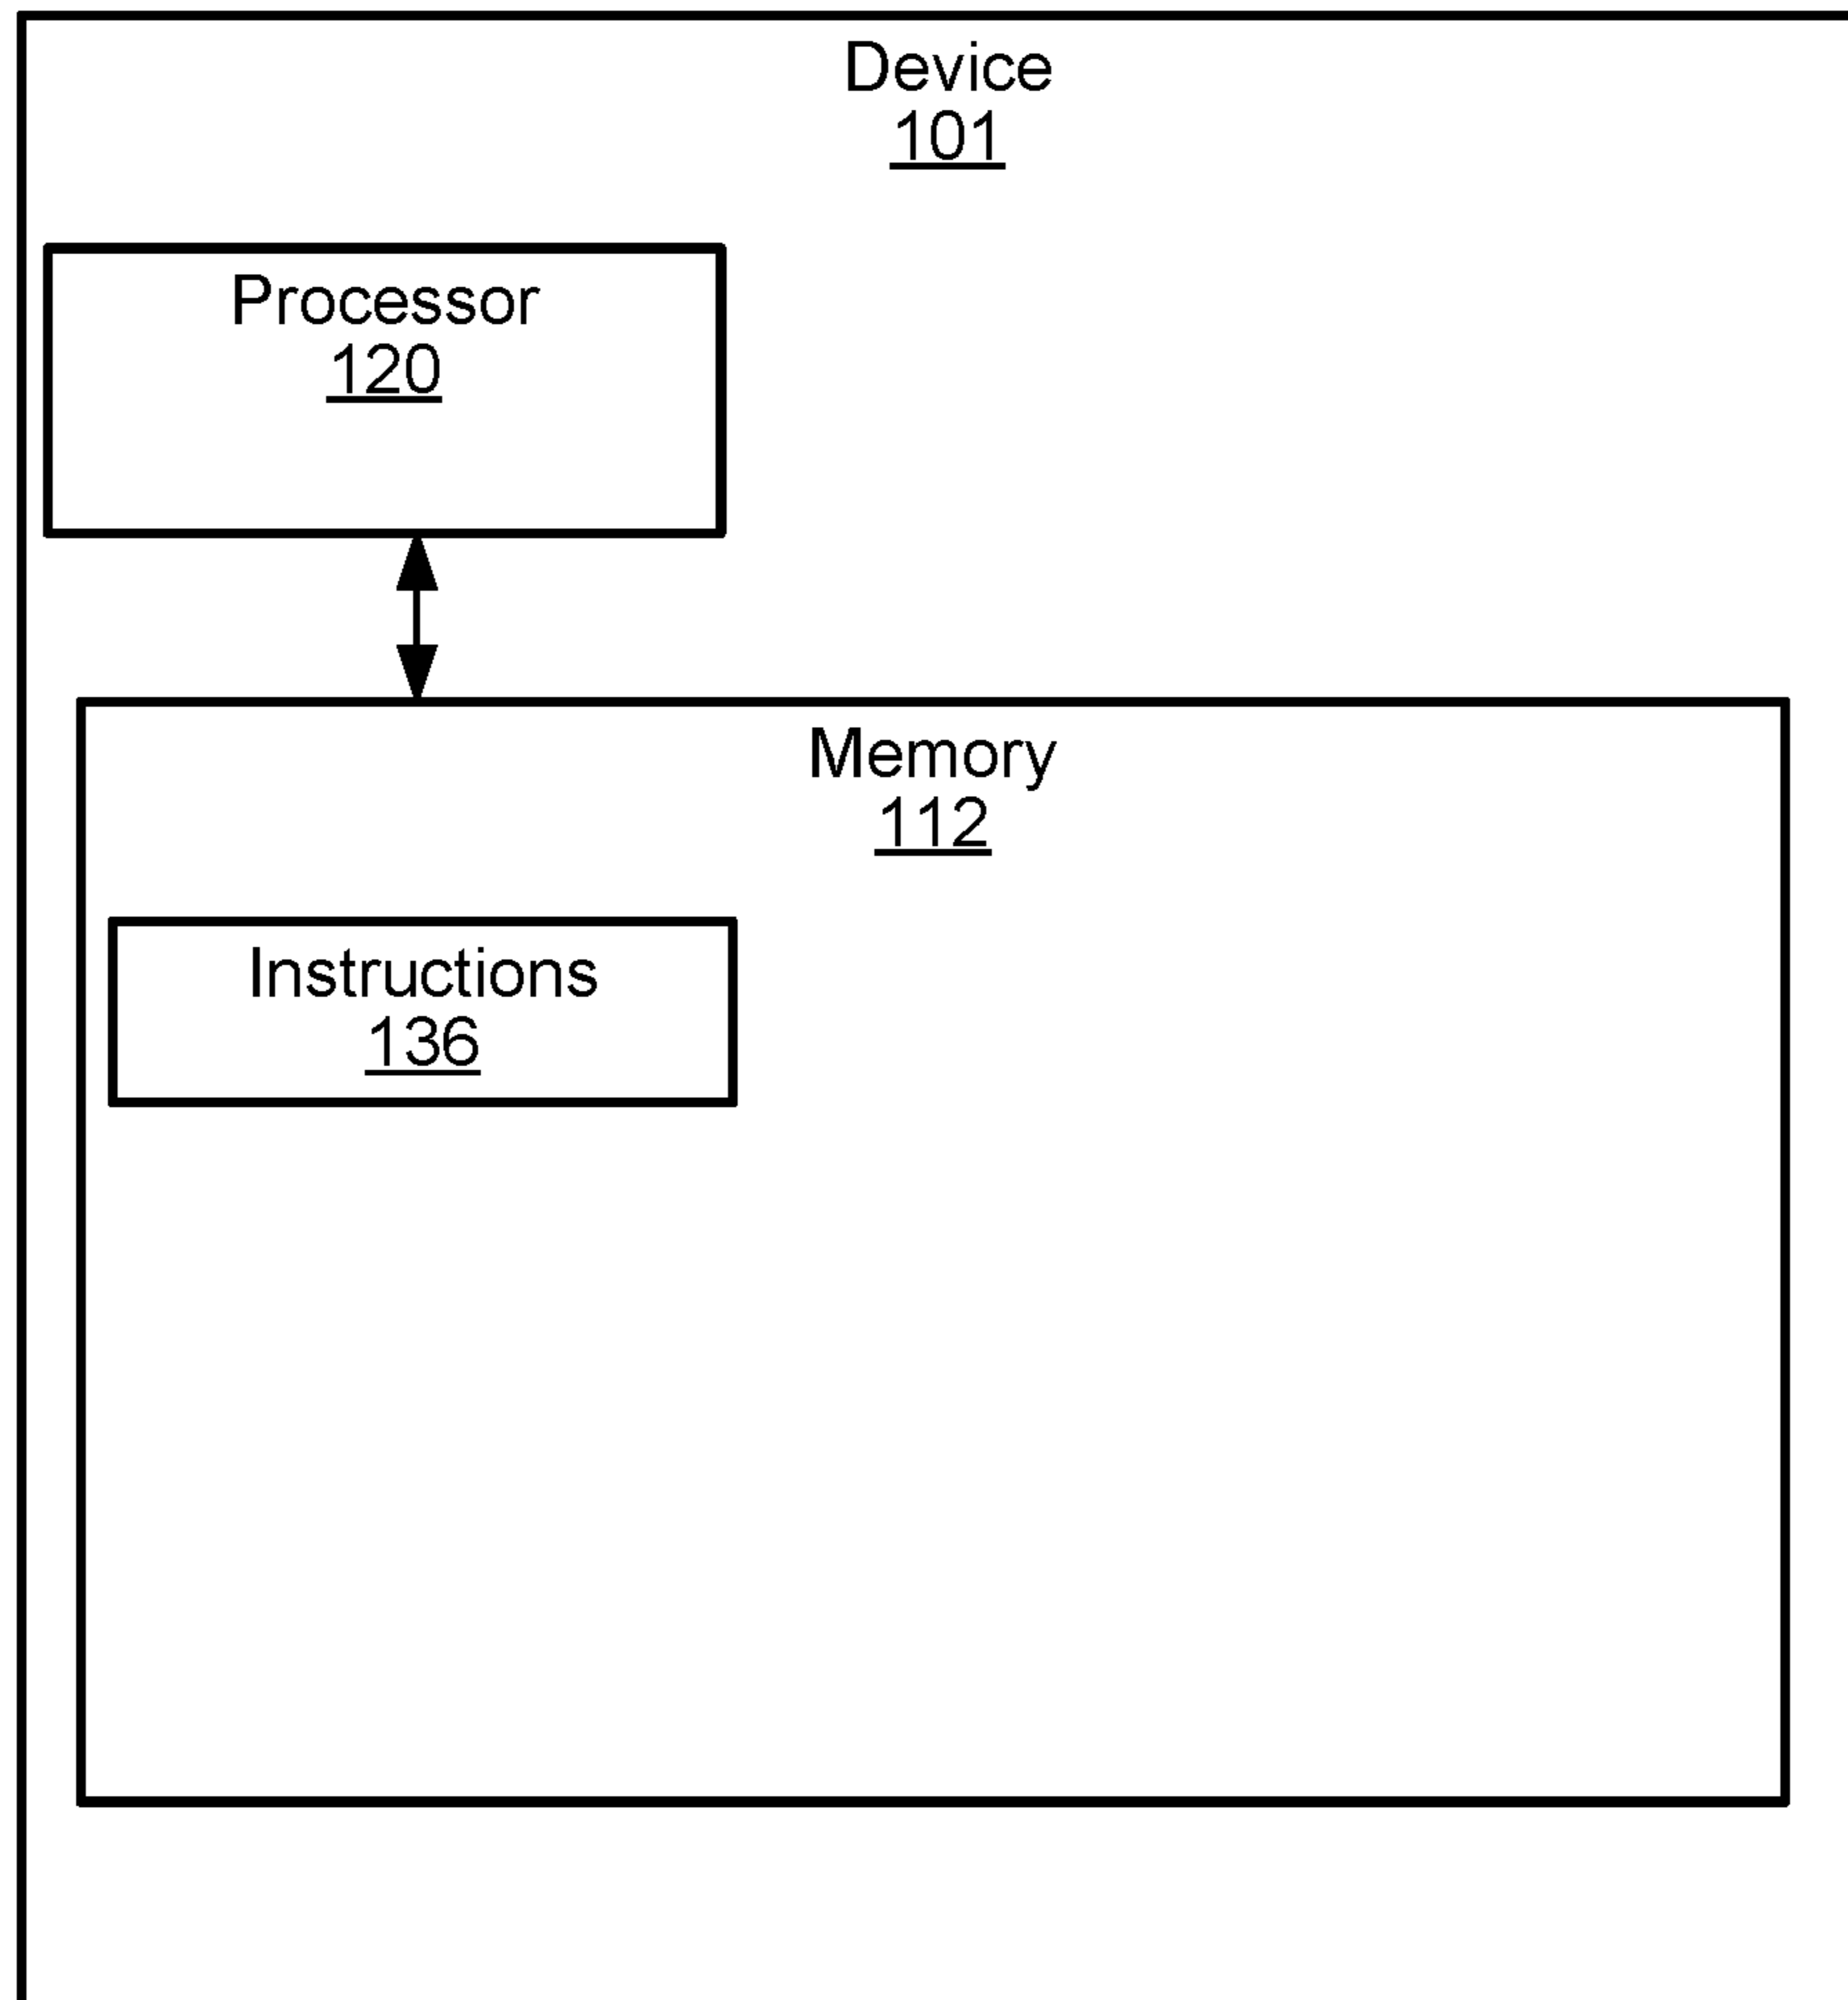 Device
101
Processor
120
Memory
112
Instructions
136